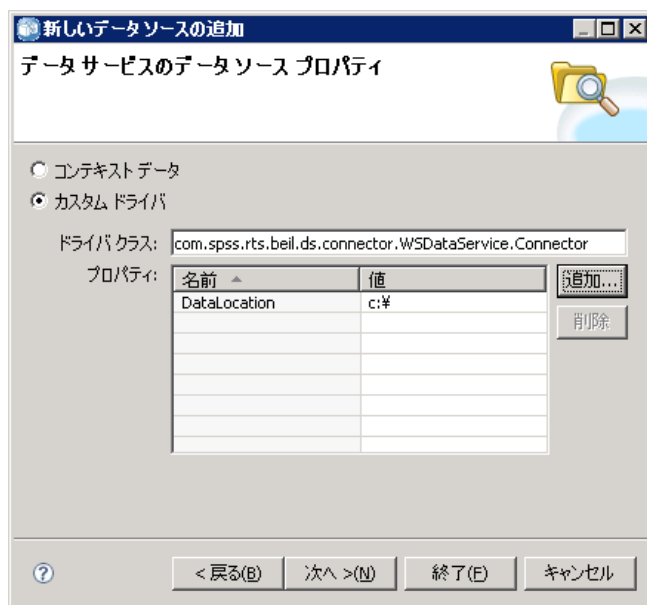 新しいデータ ソースの追加
データ サービスのデータ ソース プロパティ
コンテキスト データ
カスタム ドライバ
ドライバ クラス: com.spss.rts.beil.ds.connector.WSDataService.Connector
プロパティ: 名前 値 追加...
DataLocation c:¥
削除
?
< 戻る(B) 次へ >(N) 終了(F) キャンセル